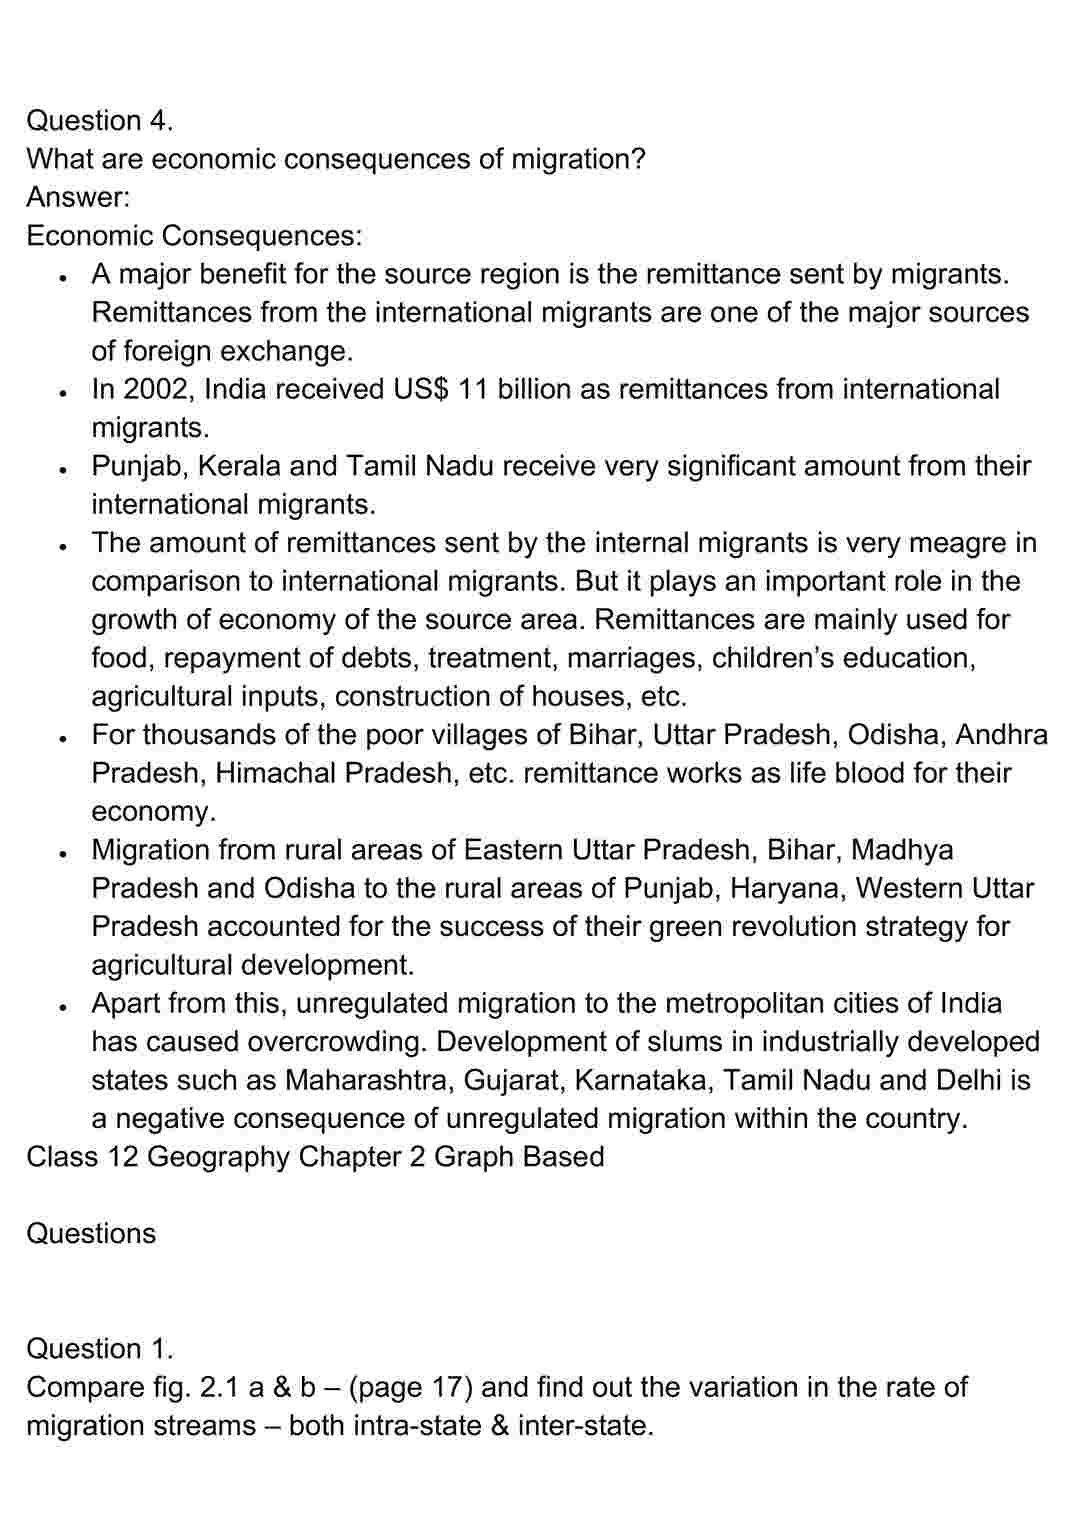 Question 4.
What are economic consequences of migration?
Answer:
Economic Consequences:
• A major benefit for the source region is the remittance sent by migrants.
Remittances from the international migrants are one of the major sources
of foreign exchange.
• In 2002, India received US$ 11 billion as remittances from international
migrants.
• Punjab, Kerala and Tamil Nadu receive very significant amount from their
international migrants.
• The amount of remittances sent by the internal migrants is very meagre in
comparison to international migrants. But it plays an important role in the
growth of economy of the source area. Remittances are mainly used for
food, repayment of debts, treatment, marriages, children’s education,
agricultural inputs, construction of houses, etc.
• For thousands of the poor villages of Bihar, Uttar Pradesh, Odisha, Andhra
Pradesh, Himachal Pradesh, etc. remittance works as life blood for their
economy.
• Migration from rural areas of Eastern Uttar Pradesh, Bihar, Madhya
Pradesh and Odisha to the rural areas of Punjab, Haryana, Western Uttar
Pradesh accounted for the success of their green revolution strategy for
agricultural development.
• Apart from this, unregulated migration to the metropolitan cities of India
has caused overcrowding. Development of slums in industrially developed
states such as Maharashtra, Gujarat, Karnataka, Tamil Nadu and Delhi is
a negative consequence of unregulated migration within the country.
Class 12 Geography Chapter 2 Graph Based
Questions
Question 1.
Compare fig. 2.1 a & b – (page 17) and find out the variation in the rate of
migration streams – both intra-state & inter-state.